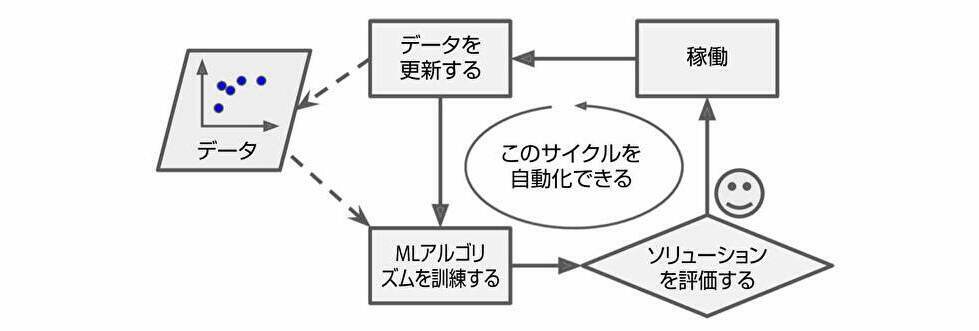 データを
更新する
稼働
データ
このサイクルを
自動化できる
MLアルゴリ
ズムを訓練する
ソリューション
を評価する